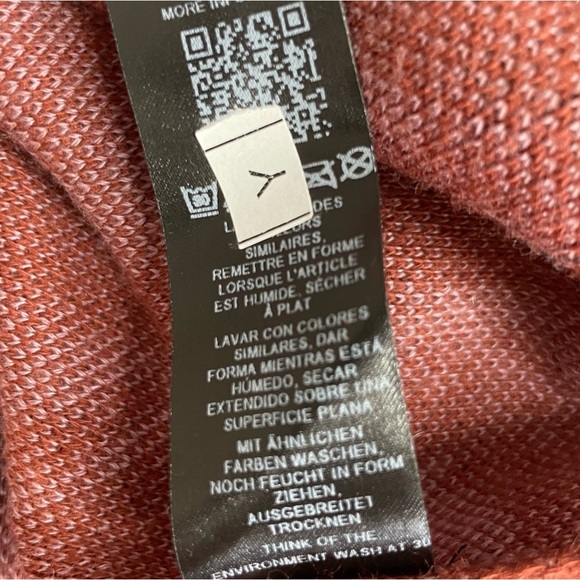 MORE
30
Y
DES
SIMILAIRES,
REMETTRE EN FORME
LORSQUE L'ARTICLE
EST HUMIDE, SÉCHER
À PLAT
LAVAR CON COLORES
SIMILARES, DAR
FORMA MIENTRAS ESTÁ
HÚMEDO, SECAR
EXTENDIDO SOBRE UNA
SUPERFICIE PLANA
MIT ÄHNLICHEN
FARBEN WASCHEN,
NOCH FEUCHT IN FORM
ZIEHEN,
AUSGEBREITET
TROCKNEN
THINK OF THE
ENVIRONMENT WASH AT 30